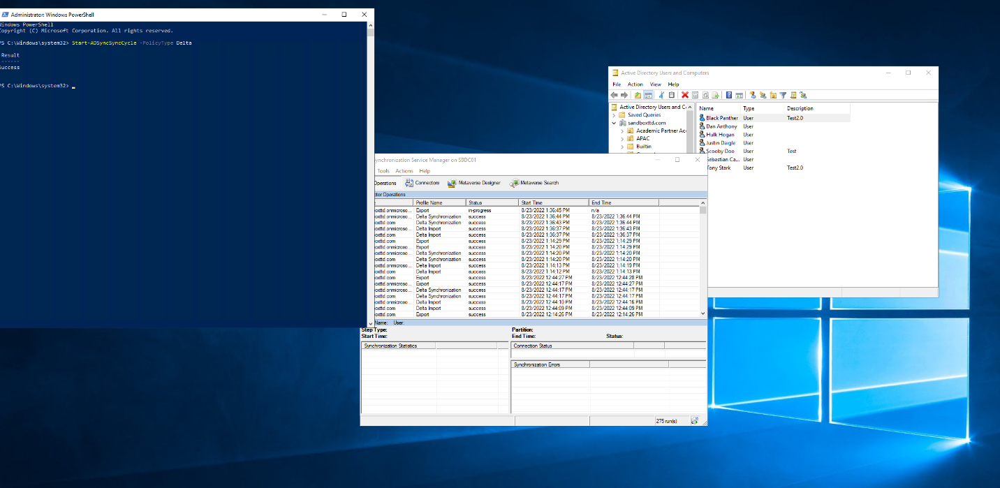 Administrator: Windows PowerShell
Windows PowerShell
Copyright (C) Microsoft Corporation. All rights reserved.
PS C:\Windows\system32> Start-ADSyncSyncCycle -PolicyType Delta
Result
------
Success
PS C:\Windows\system32>
Active Directory Users and Computers
File Action View Help
Active Directory Users and C
Saved Queries
sandboxttd.com
Academic Partner Acc
APAC
Builtin
Name Type Description
Black Panther User Test2.0
Dan Anthony User
Hulk Hogan User
Justin Daigle User
Scooby Doo User Test
Sebastian Ca... User
Tony Stark User Test2.0
ynchronization Service Manager on SBDC01
Tools Actions Help
Operations Connectors Metaverse Designer Metaverse Search
ctor Operations
Profile Name Status Start Time End Time
oxttd.onmicroso... Export in-progress 8/23/2022 1:36:45 PM n/a
oxttd.onmicroso... Delta Synchronization success 8/23/2022 1:36:44 PM 8/23/2022 1:36:44 PM
oxttd.com Delta Synchronization success 8/23/2022 1:36:43 PM 8/23/2022 1:36:44 PM
oxttd.onmicroso... Delta Import success 8/23/2022 1:36:37 PM 8/23/2022 1:36:43 PM
oxttd.com Delta Import success 8/23/2022 1:36:37 PM 8/23/2022 1:36:37 PM
oxttd.com Export success 8/23/2022 1:14:29 PM 8/23/2022 1:14:29 PM
oxttd.onmicroso... Export success 8/23/2022 1:14:20 PM 8/23/2022 1:14:29 PM
oxttd.onmicroso... Delta Synchronization success 8/23/2022 1:14:20 PM 8/23/2022 1:14:20 PM
oxttd.com Delta Synchronization success 8/23/2022 1:14:20 PM 8/23/2022 1:14:20 PM
oxttd.onmicroso... Delta Import success 8/23/2022 1:14:13 PM 8/23/2022 1:14:19 PM
oxttd.com Delta Import success 8/23/2022 1:14:12 PM 8/23/2022 1:14:13 PM
oxttd.com Export success 8/23/2022 12:44:27 PM 8/23/2022 12:44:28 PM
oxttd.onmicroso... Export success 8/23/2022 12:44:17 PM 8/23/2022 12:44:27 PM
oxttd.onmicroso... Delta Synchronization success 8/23/2022 12:44:17 PM 8/23/2022 12:44:17 PM
oxttd.com Delta Synchronization success 8/23/2022 12:44:17 PM 8/23/2022 12:44:17 PM
oxttd.onmicroso... Delta Import success 8/23/2022 12:44:10 PM 8/23/2022 12:44:16 PM
oxttd.com Delta Import success 8/23/2022 12:44:09 PM 8/23/2022 12:44:09 PM
oxttd.com Export success 8/23/2022 12:14:26 PM 8/23/2022 12:14:26 PM
Name: User:
Step Type: Partition:
Start Time: End Time: Status:
Synchronization Statistics Connection Status
Synchronization Errors
275 run(s)